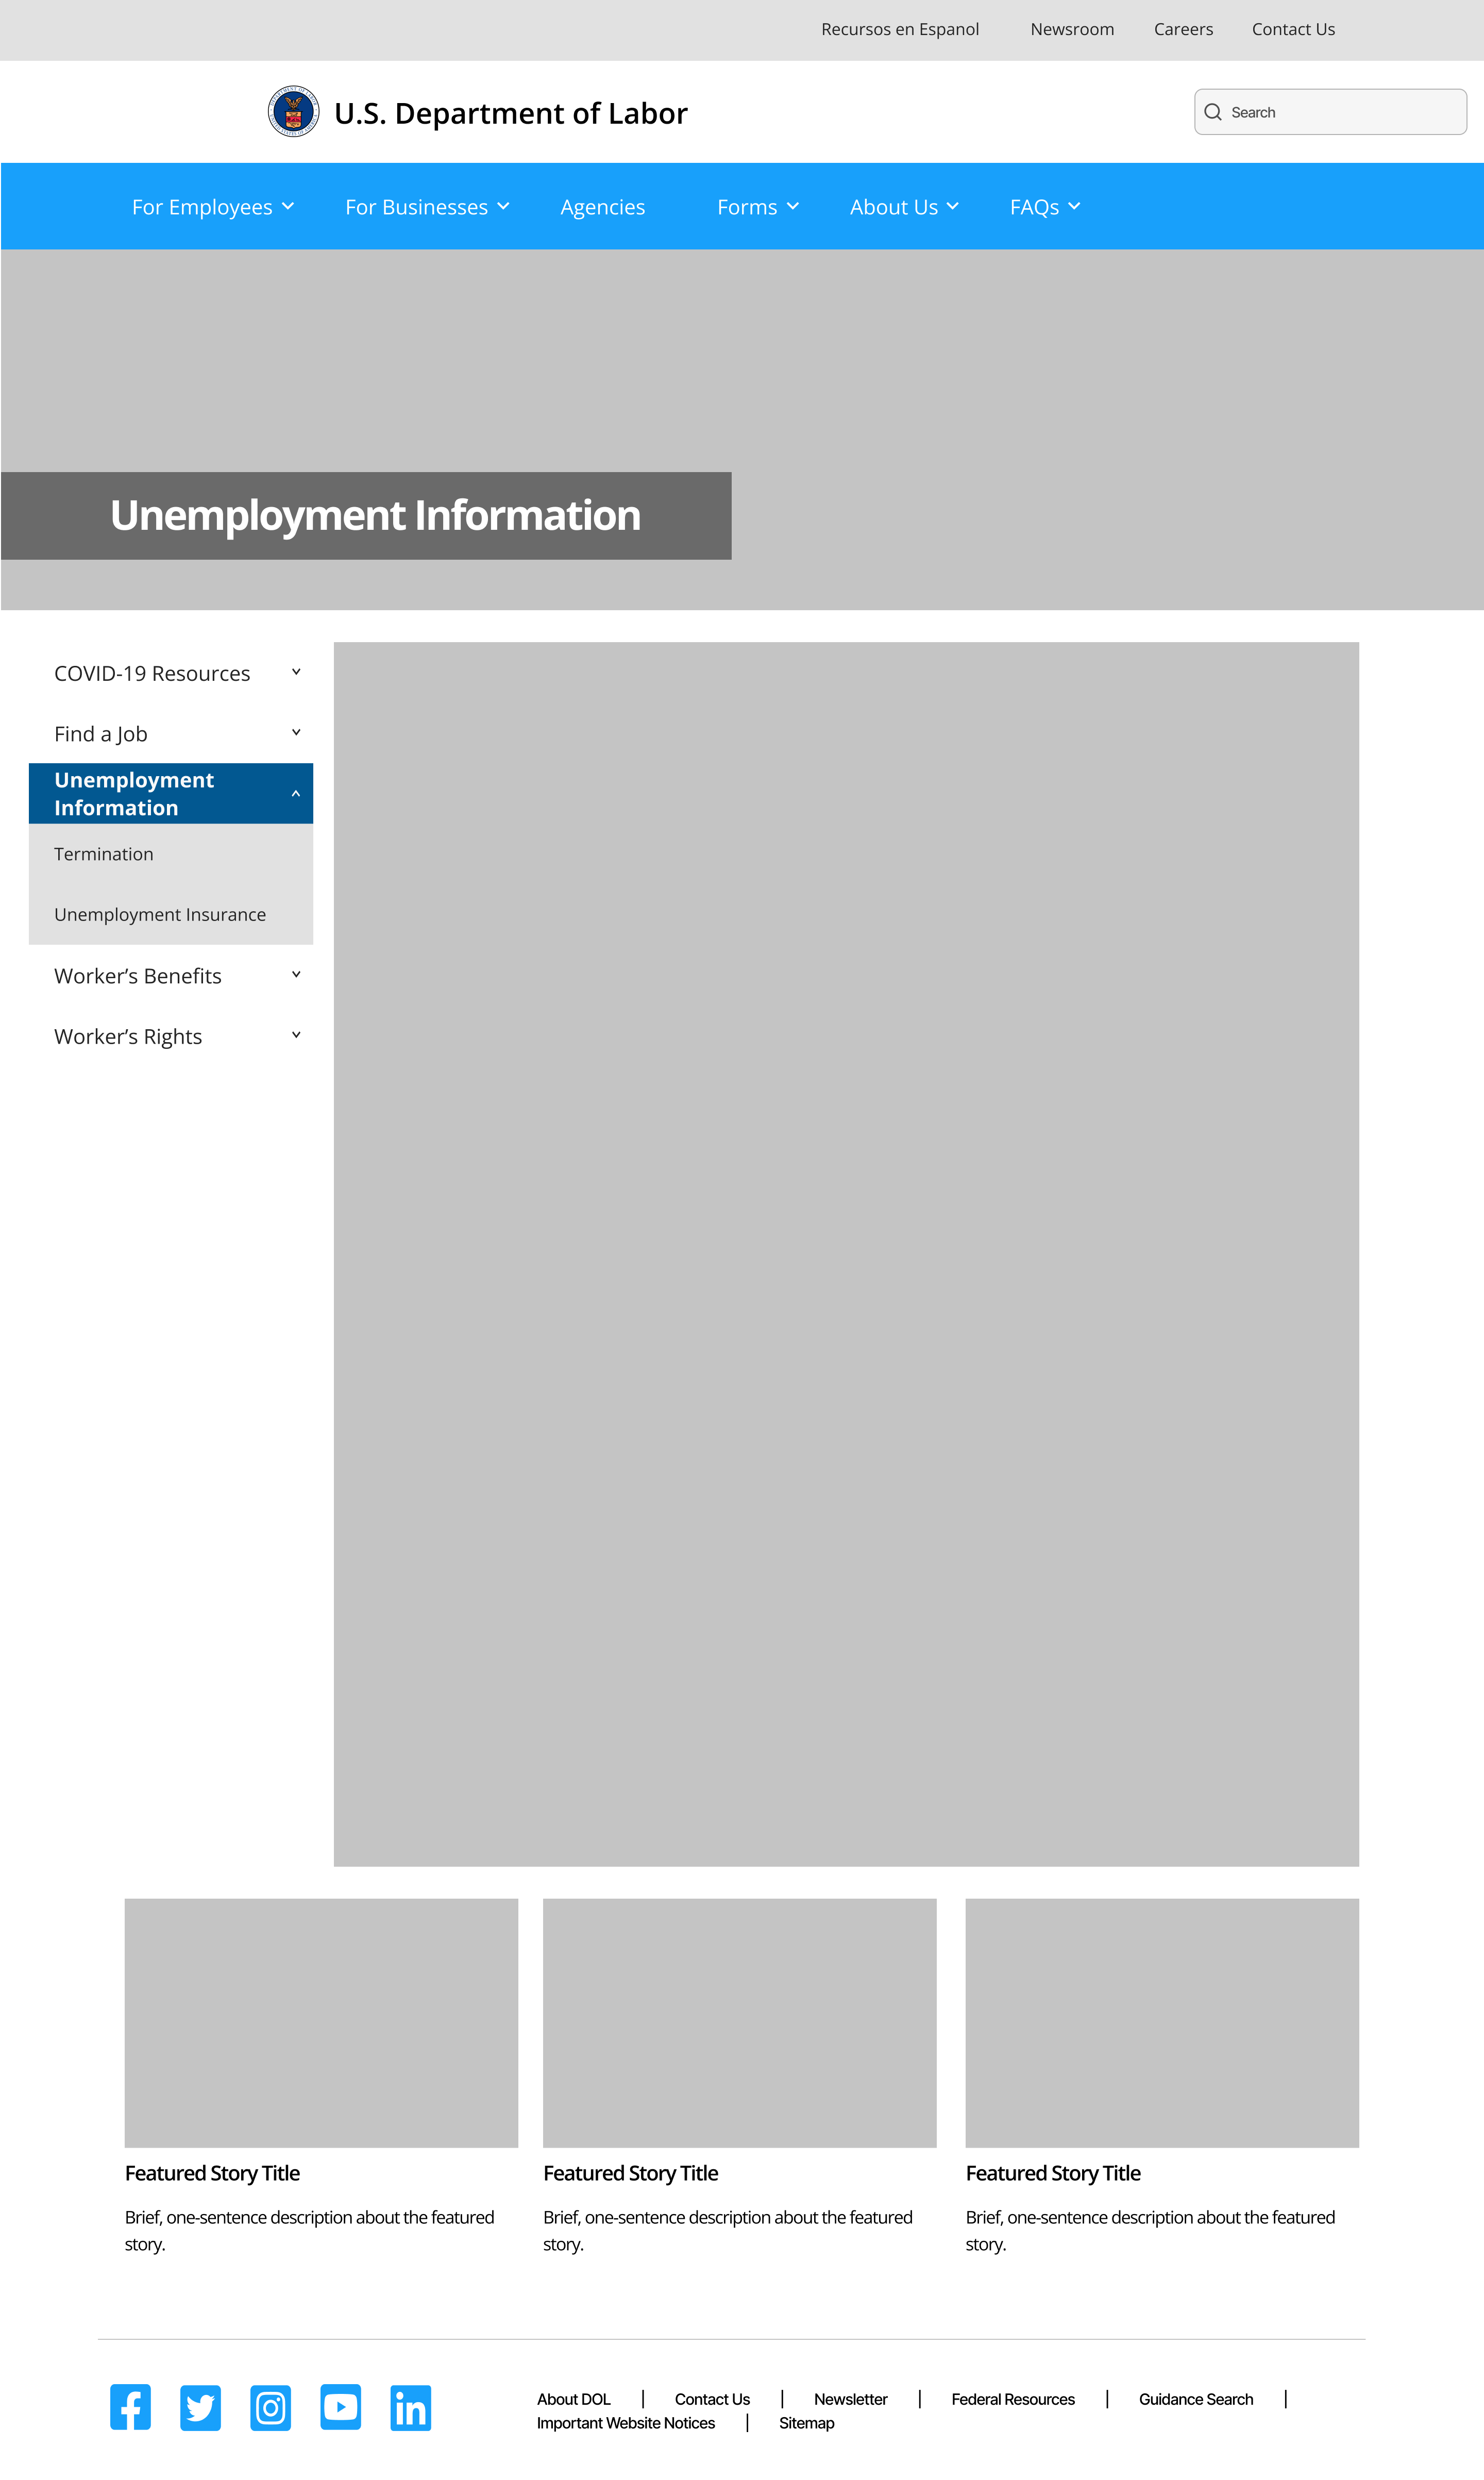 Recursos en Espanol Newsroom Careers Contact Us
U.S. Department of Labor
Search
For Employees For Businesses Agencies Forms About Us FAQs
Unemployment Information
COVID-19 Resources
Find a Job
Unemployment
Information
Termination
Unemployment Insurance
Worker’s Benefits
Worker’s Rights
Featured Story Title
Brief, one-sentence description about the featured
story.
Featured Story Title
Brief, one-sentence description about the featured
story.
Featured Story Title
Brief, one-sentence description about the featured
story.
About DOL | Contact Us | Newsletter | Federal Resources | Guidance Search |
Important Website Notices | Sitemap